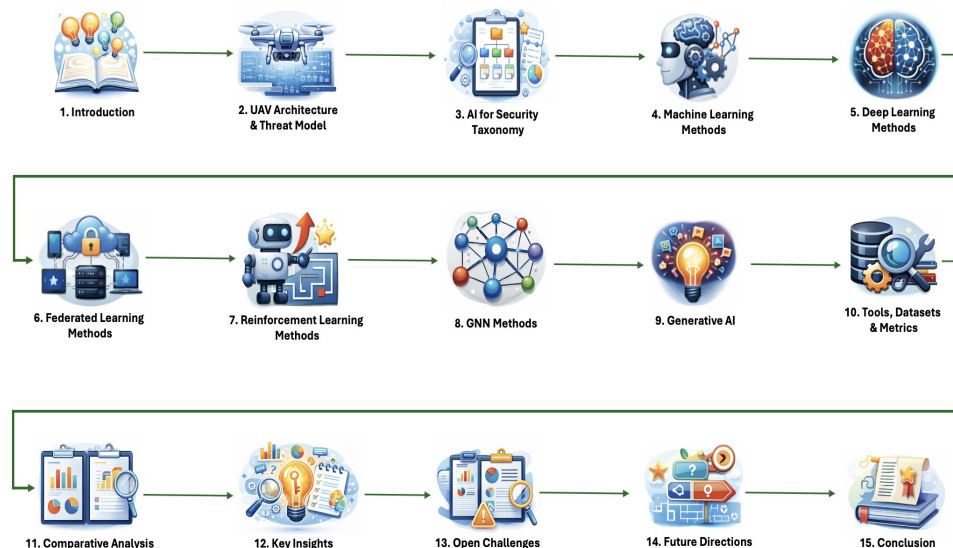 1. Introduction
2. UAV Architecture
& Threat Model
3. AI for Security
Taxonomy
4. Machine Learning
Methods
5. Deep Learning
Methods
6. Federated Learning
Methods
7. Reinforcement Learning
Methods
8. GNN Methods
9. Generative AI
10. Tools, Datasets
& Metrics
11. Comparative Analysis
12. Key Insights
13. Open Challenges
14. Future Directions
15. Conclusion